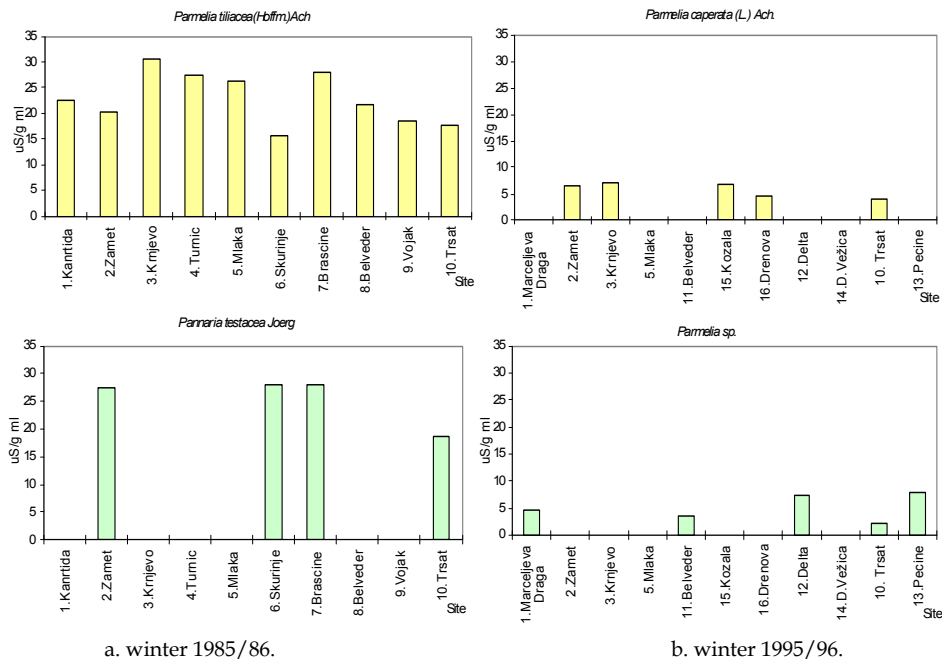 Parmelia tiliacea(Hoffm.)Ach
35
30
25
20
15
10
5
0
uS/g ml
1.Kanrtida
2.Zamet
3.Krnjevo
4.Turnic
5.Mlaka
6.Skurinje
7.Brascine
8.Belveder
9.Vojak
10.Trsat
Site
Parmelia caperata (L.) Ach.
35
30
25
20
15
10
5
0
uS/g ml
1.Marceljeva
Draga
2.Zamet
3.Krnjevo
5.Mlaka
11.Belveder
15.Kozala
16.Drenova
12.Delta
14.D.Vežica
10. Trsat
13.Pecine
Site
Pannaria testacea Joerg
35
30
25
20
15
10
5
0
uS/g ml
1.Kanrtida
2.Zamet
3.Krnjevo
4.Turnic
5.Mlaka
6.Skurinje
7.Brascine
8.Belveder
9.Vojak
10.Trsat
Site
Parmelia sp.
35
30
25
20
15
10
5
0
uS/g ml
1.Marceljeva
Draga
2.Zamet
3.Krnjevo
5.Mlaka
11.Belveder
15.Kozala
16.Drenova
12.Delta
14.D.Vežica
10. Trsat
13.Pecine
Site
a. winter 1985/86.
b. winter 1995/96.